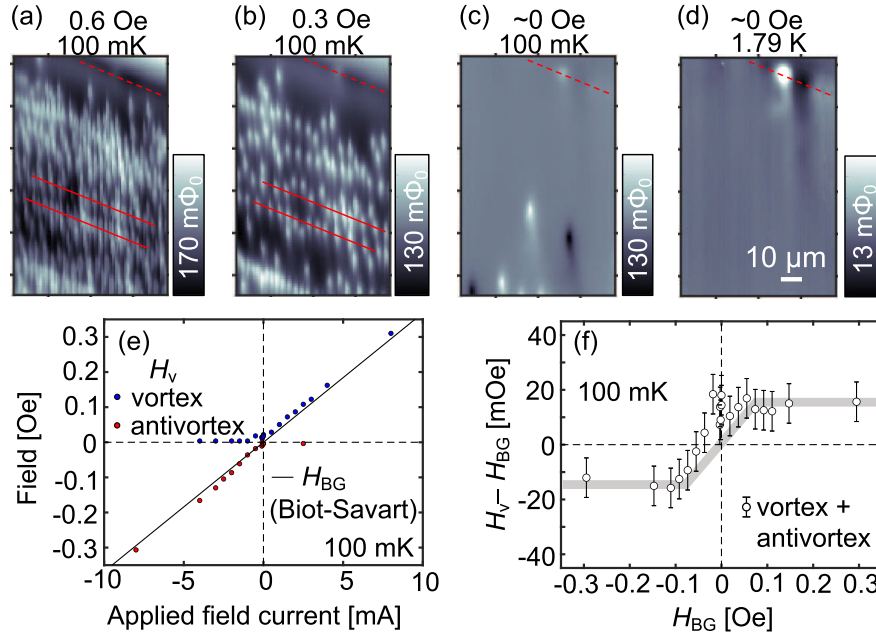 (a) 0.6 Oe
100 mK
(b) 0.3 Oe
100 mK
(c) ~0 Oe
100 mK
(d) ~0 Oe
1.79 K
170 mΦ0
130 mΦ0
130 mΦ0
13 mΦ0
10 µm
(e)
Hv
vortex
antivortex
— HBG
(Biot-Savart)
100 mK
0.3
0.2
0.1
0
-0.1
-0.2
-0.3
Field [Oe]
-10 -5 0 5 10
Applied field current [mA]
(f)
100 mK
vortex +
antivortex
40
20
0
-20
-40
Hv– HBG [mOe]
-0.3 -0.2 -0.1 0 0.1 0.2 0.3
HBG [Oe]